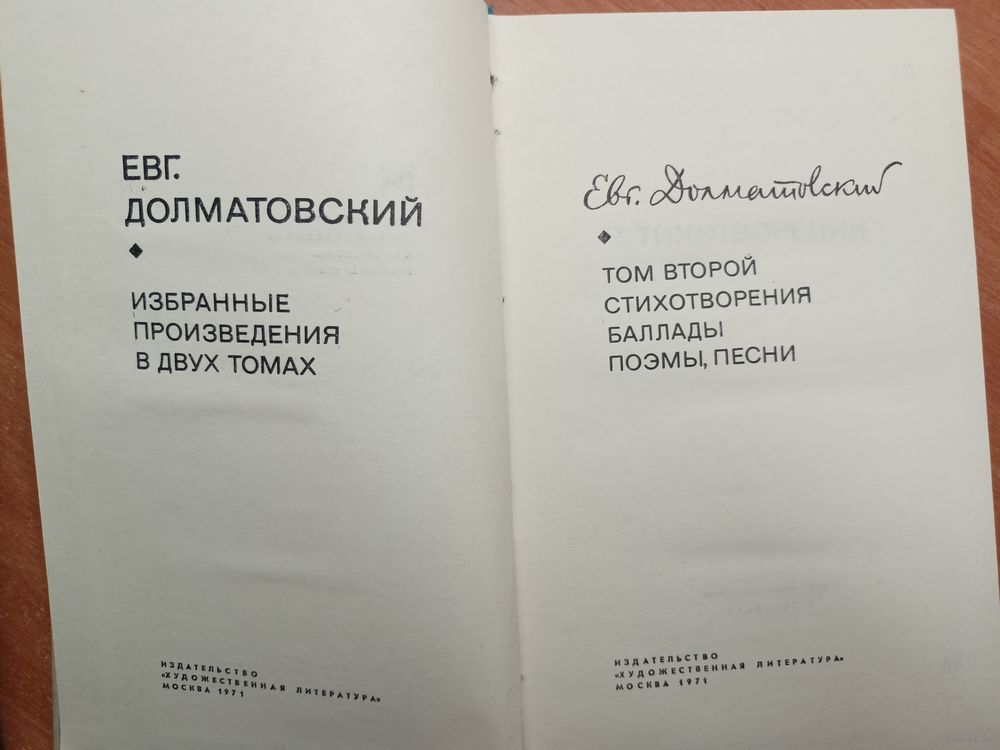 ЕВГ.
ДОЛМАТОВСКИЙ
ИЗБРАННЫЕ
ПРОИЗВЕДЕНИЯ
В ДВУХ ТОМАХ
ИЗДАТЕЛЬСТВО
«ХУДОЖЕСТВЕННАЯ ЛИТЕРАТУРА»
МОСКВА 1971
Евг. Долматовский
ТОМ ВТОРОЙ
СТИХОТВОРЕНИЯ
БАЛЛАДЫ
ПОЭМЫ, ПЕСНИ
ИЗДАТЕЛЬСТВО
«ХУДОЖЕСТВЕННАЯ ЛИТЕРАТУРА»
МОСКВА 1971